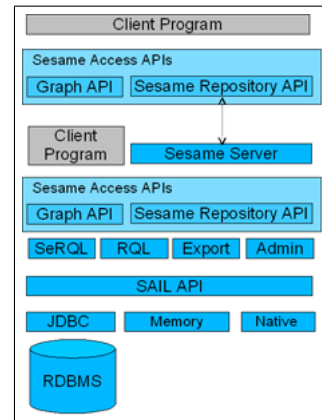 Client Program
Sesame Access APIs
Graph API
Sesame Repository API
Client
Program
Sesame Server
Sesame Access APIs
Graph API
Sesame Repository API
SeRQL
RQL
Export
Admin
SAIL API
JDBC
Memory
Native
RDBMS